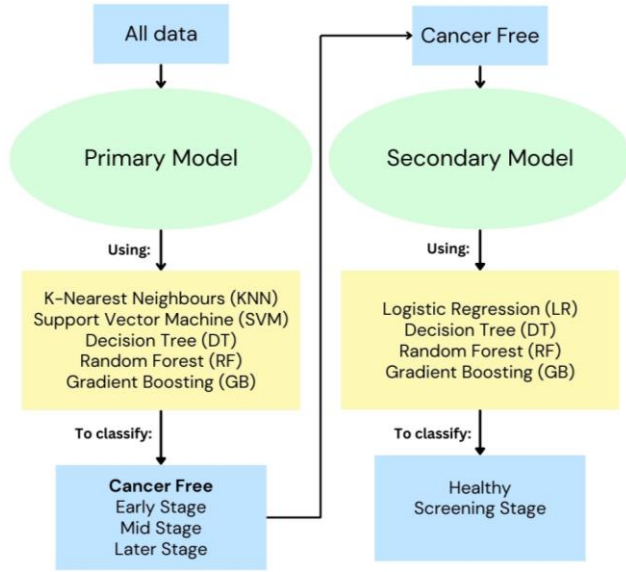 All data
Primary Model
Using:
K-Nearest Neighbours (KNN)
Support Vector Machine (SVM)
Decision Tree (DT)
Random Forest (RF)
Gradient Boosting (GB)
To classify:
Cancer Free
Early Stage
Mid Stage
Later Stage
Cancer Free
Secondary Model
Using:
Logistic Regression (LR)
Decision Tree (DT)
Random Forest (RF)
Gradient Boosting (GB)
To classify:
Healthy
Screening Stage